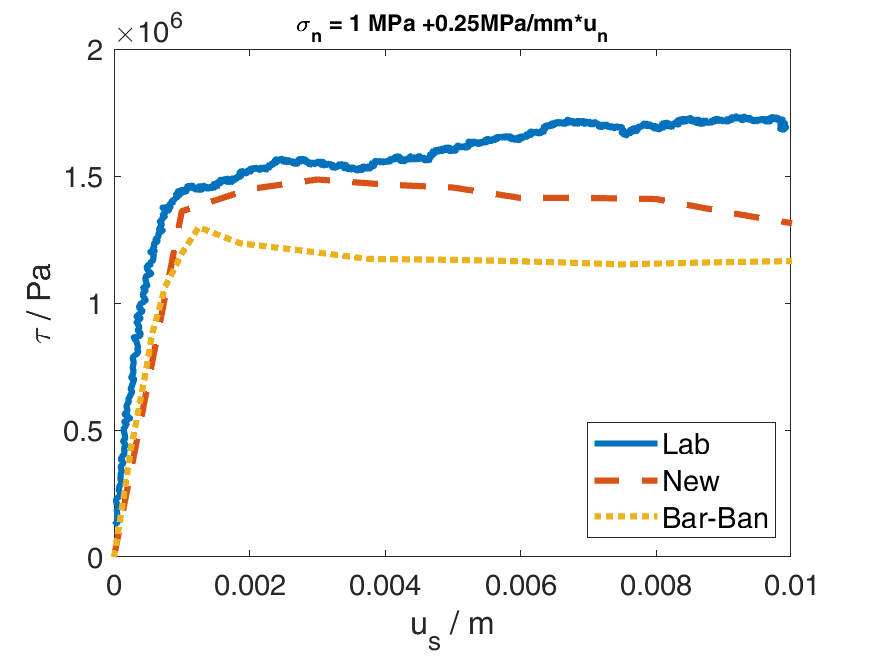 σn = 1 MPa +0.25MPa/mm*un
×10^6
2
1.5
1
0.5
0
τ / Pa
0 0.002 0.004 0.006 0.008 0.01
us / m
Lab
New
Bar-Ban